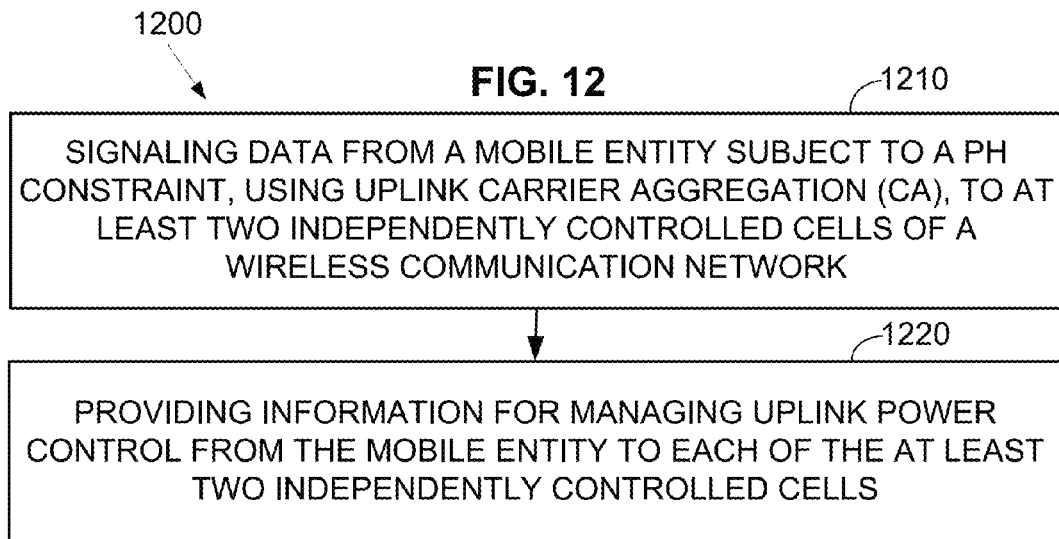 1200
FIG. 12
1210
SIGNALING DATA FROM A MOBILE ENTITY SUBJECT TO A PH
CONSTRAINT, USING UPLINK CARRIER AGGREGATION (CA), TO AT
LEAST TWO INDEPENDENTLY CONTROLLED CELLS OF A
WIRELESS COMMUNICATION NETWORK
1220
PROVIDING INFORMATION FOR MANAGING UPLINK POWER
CONTROL FROM THE MOBILE ENTITY TO EACH OF THE AT LEAST
TWO INDEPENDENTLY CONTROLLED CELLS